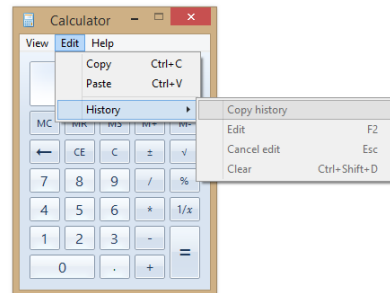 Calculator
View Edit Help
Copy Ctrl+C
Paste Ctrl+V
History
Copy history
Edit F2
Cancel edit Esc
Clear Ctrl+Shift+D
MC MR MS M+ M-
← CE C ± √
7 8 9 / %
4 5 6 * 1/x
1 2 3 - =
0 . +